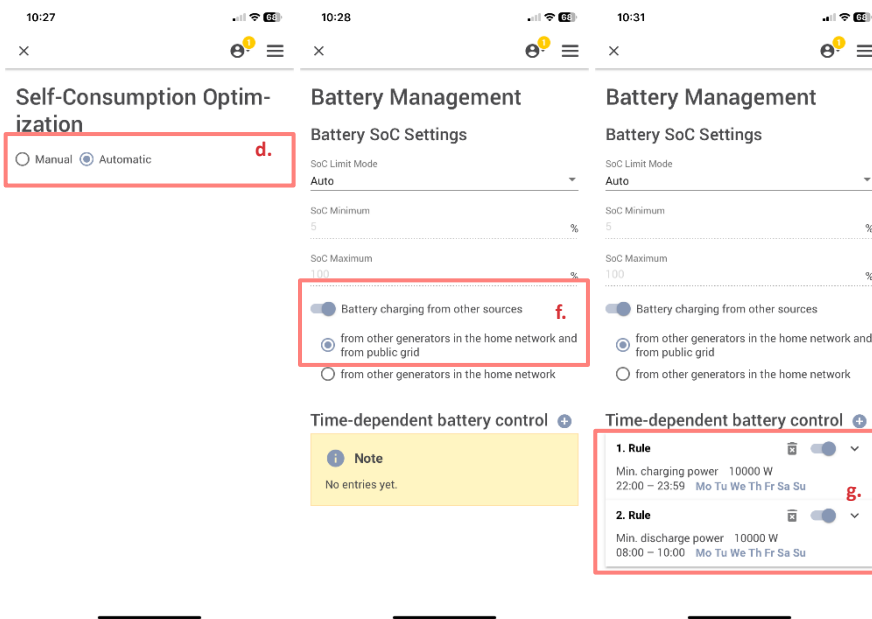 10:27
68
1
Self-Consumption Optim-
ization
Manual Automatic
d.
10:28
68
1
Battery Management
Battery SoC Settings
SoC Limit Mode
Auto
SoC Minimum
5 %
SoC Maximum
100 %
Battery charging from other sources
f.
from other generators in the home network and
from public grid
from other generators in the home network
Time-dependent battery control
Note
No entries yet.
10:31
68
1
Battery Management
Battery SoC Settings
SoC Limit Mode
Auto
SoC Minimum
5 %
SoC Maximum
100 %
Battery charging from other sources
from other generators in the home network and
from public grid
from other generators in the home network
Time-dependent battery control
1. Rule
Min. charging power 10000 W
22:00 – 23:59 Mo Tu We Th Fr Sa Su
g.
2. Rule
Min. discharge power 10000 W
08:00 – 10:00 Mo Tu We Th Fr Sa Su